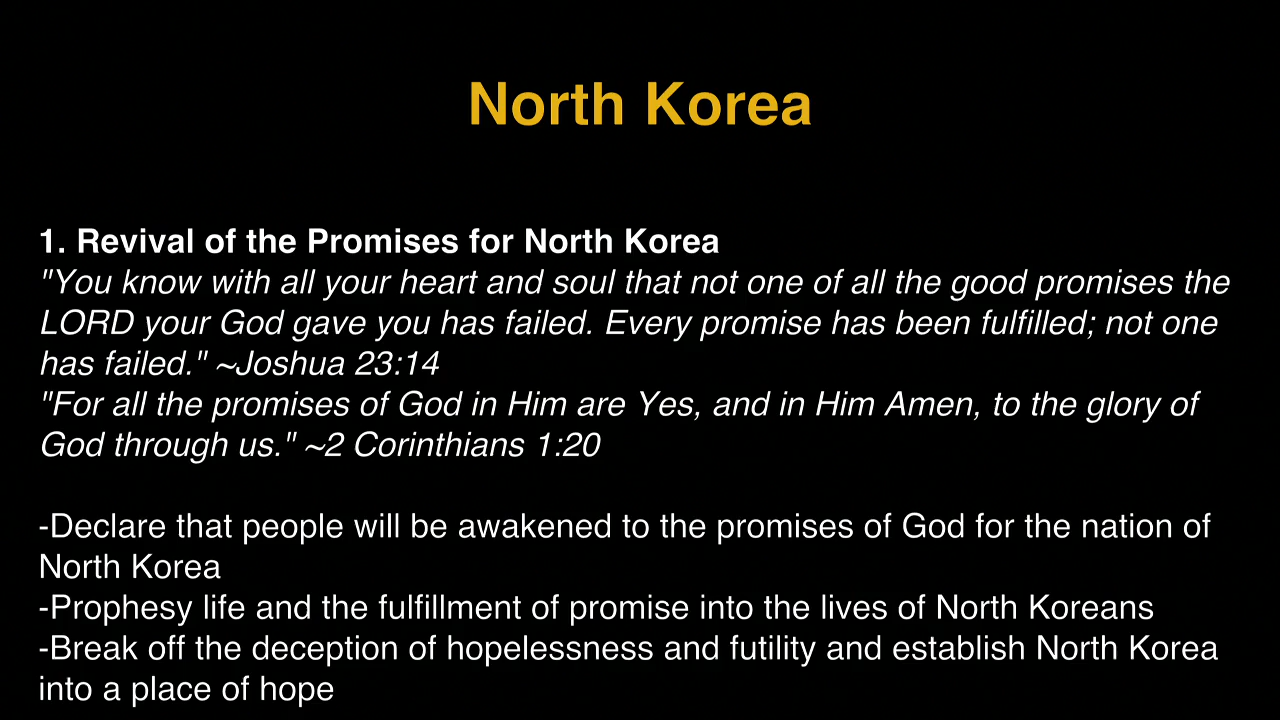 North Korea
1. Revival of the Promises for North Korea
"You know with all your heart and soul that not one of all the good promises the
LORD your God gave you has failed. Every promise has been fulfilled; not one
has failed." ~Joshua 23:14
"For all the promises of God in Him are Yes, and in Him Amen, to the glory of
God through us." ~2 Corinthians 1:20
-Declare that people will be awakened to the promises of God for the nation of
North Korea
-Prophesy life and the fulfillment of promise into the lives of North Koreans
-Break off the deception of hopelessness and futility and establish North Korea
into a place of hope